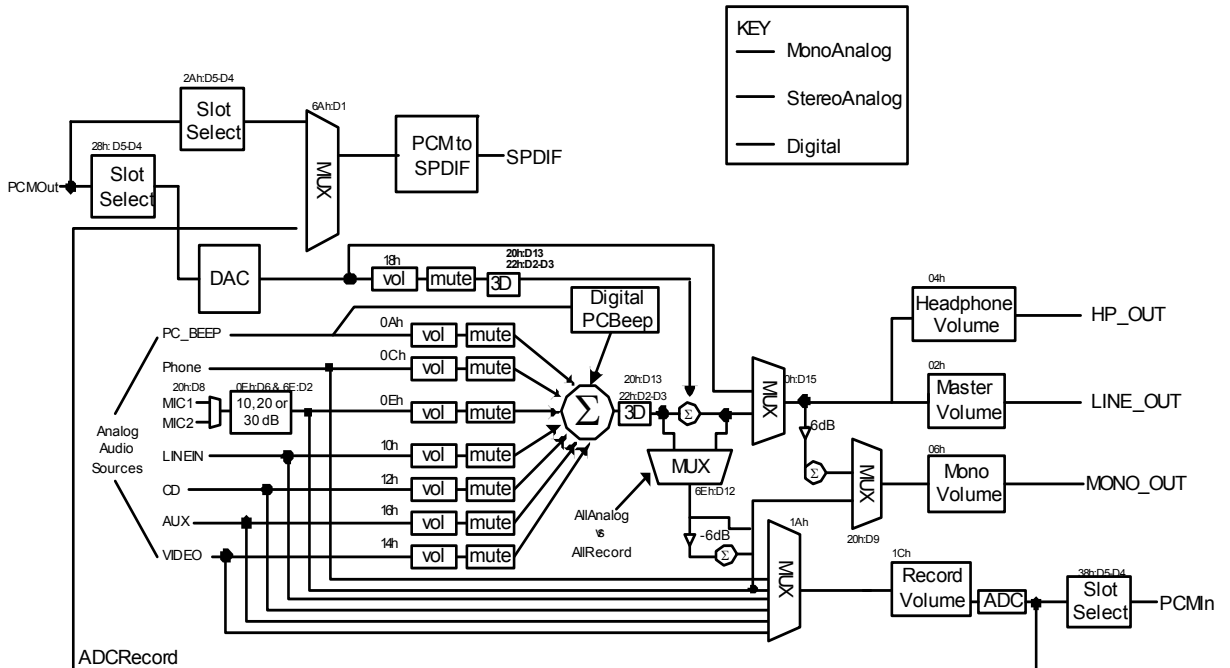 KEY
MonoAnalog
StereoAnalog
Digital
2Ah:D5-D4
Slot
Select
6Ah:D1
MUX
PCM to
SPDIF
SPDIF
28h: D5-D4
Slot
Select
PCMOut
DAC
18h
vol
mute
20h:D13
22h:D2-D3
3D
Digital
PCBeep
04h
Headphone
Volume
HP_OUT
PC_BEEP
0Ah
vol
mute
Phone
0Ch
vol
mute
20h:D8
MIC1
MIC2
0Eh:D6 & 6E:D2
10,20 or
30 dB
0Eh
vol
mute
Σ
20h:D13
22h:D2-D3
3D
Σ
MUX
0h:D15
02h
Master
Volume
LINE_OUT
Analog
Audio
Sources
LINEIN
10h
vol
mute
MUX
6Eh:D12
6dB
Σ
MUX
20h:D9
06h
Mono
Volume
MONO_OUT
CD
12h
vol
mute
AUX
16h
vol
mute
VIDEO
14h
vol
mute
AllAnalog
vs
AllRecord
-6dB
Σ
1Ah
MUX
1Ch
Record
Volume
ADC
38h:D5-D4
Slot
Select
PCMIn
ADCRecord